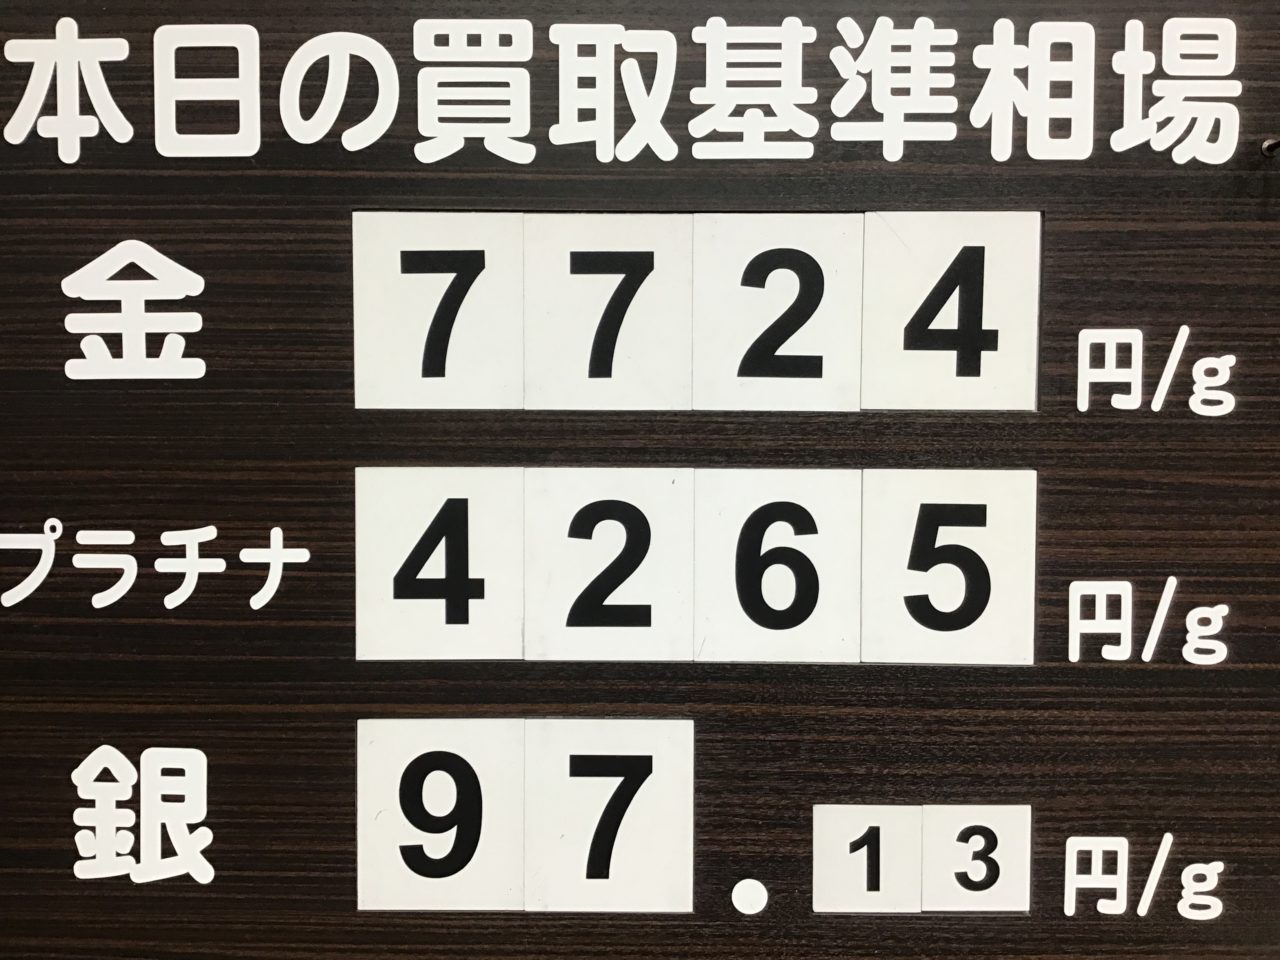 本日の買取基準相場
金 7724 円/g
プラチナ 4265 円/g
銀 97.13 円/g